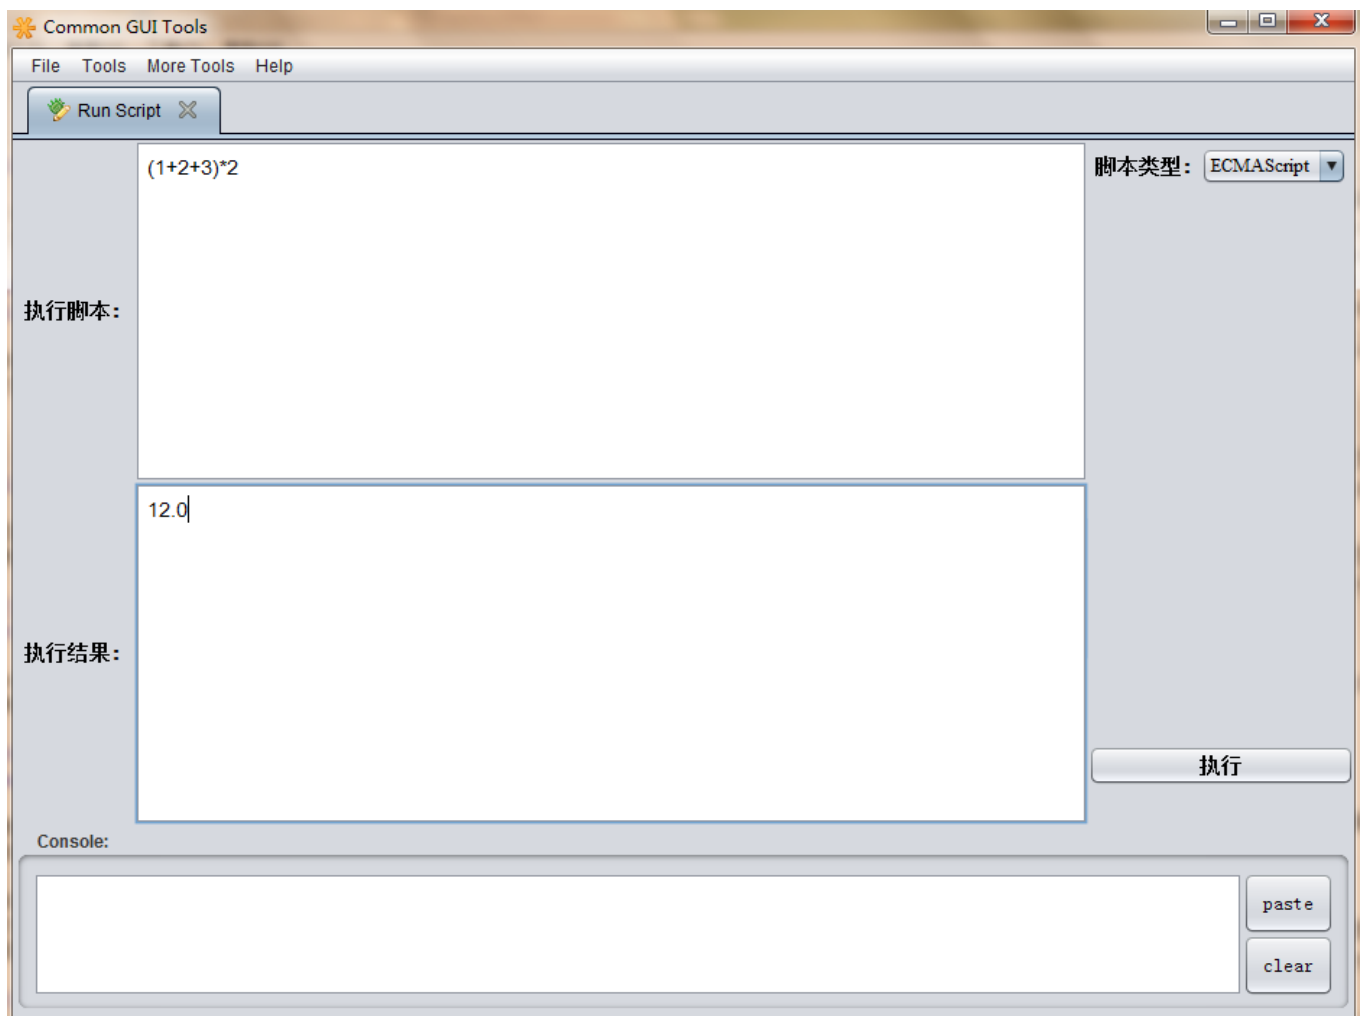 Common GUI Tools
File Tools More Tools Help
Run Script
执行脚本：
(1+2+3)*2
脚本类型： ECMAScript
执行结果：
12.0
执行
Console:
paste
clear